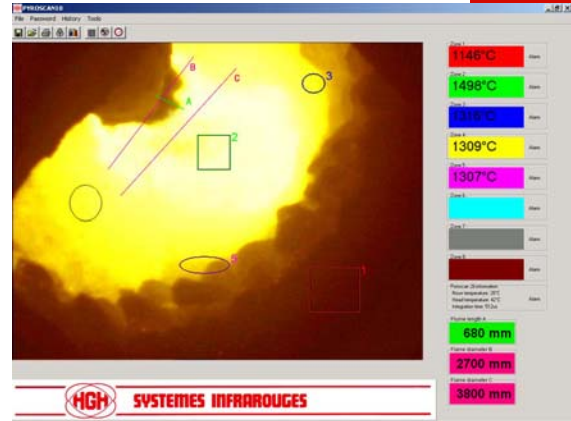 PYROSCAN10
File Password History Tools
B
C
A
3
2
5
1
Zone 1
1146°C
Alarm
Zone 2
1498°C
Alarm
Zone 3
Alarm
Zone 4
1309°C
Alarm
Zone 5
1307°C
Alarm
Zone 6
Alarm
Zone 7
Alarm
Zone 8
Alarm
Alarm
Plume length A
680 mm
Flame diameter B
2700 mm
Flame diameter C
3800 mm
HGH SYSTEMES INFRAROUGES